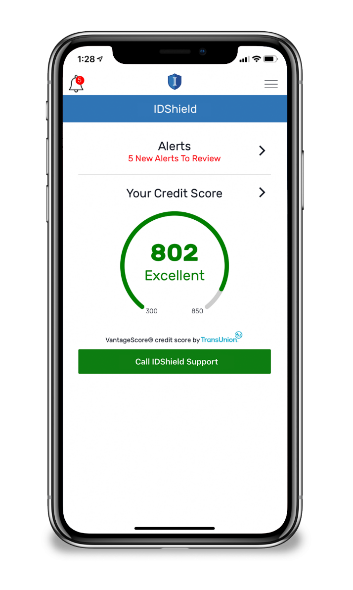 1:28
I
IDShield
Alerts
5 New Alerts To Review
Your Credit Score
802
Excellent
300 850
VantageScore® credit score by TransUnion
Call IDShield Support